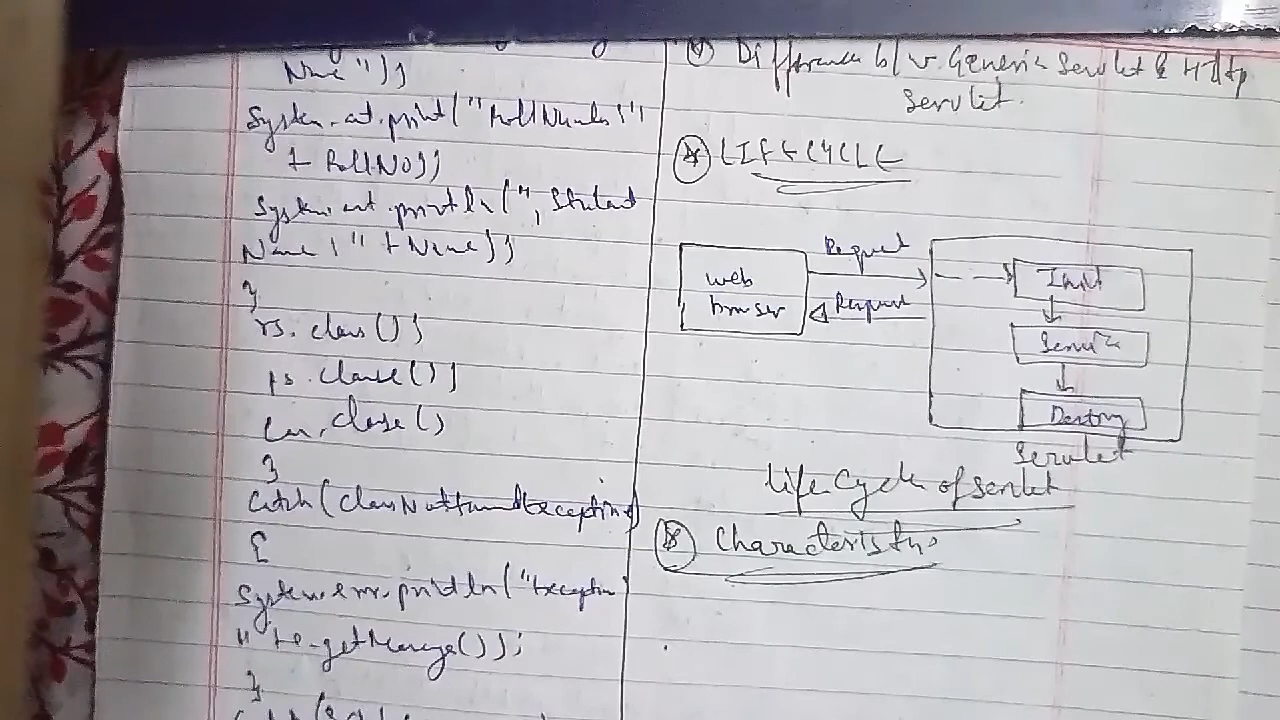 Name"));
System.out.print("RollNumber!"
+ RollNo));
System.out.println(", Student
Name !" + Name));
}
rs.close();
ps.close();
con.close()
}
catch(ClassNotFoundException e)
{
System.err.println("Exception
"+e.getMessage());
}
Difference b/w. Generic Servlet & Http
Servlet.
LIFECYCLE
web
browser
Request
Init
Service
Destroy
Servlet
life Cycle of Servlet
Characteristics